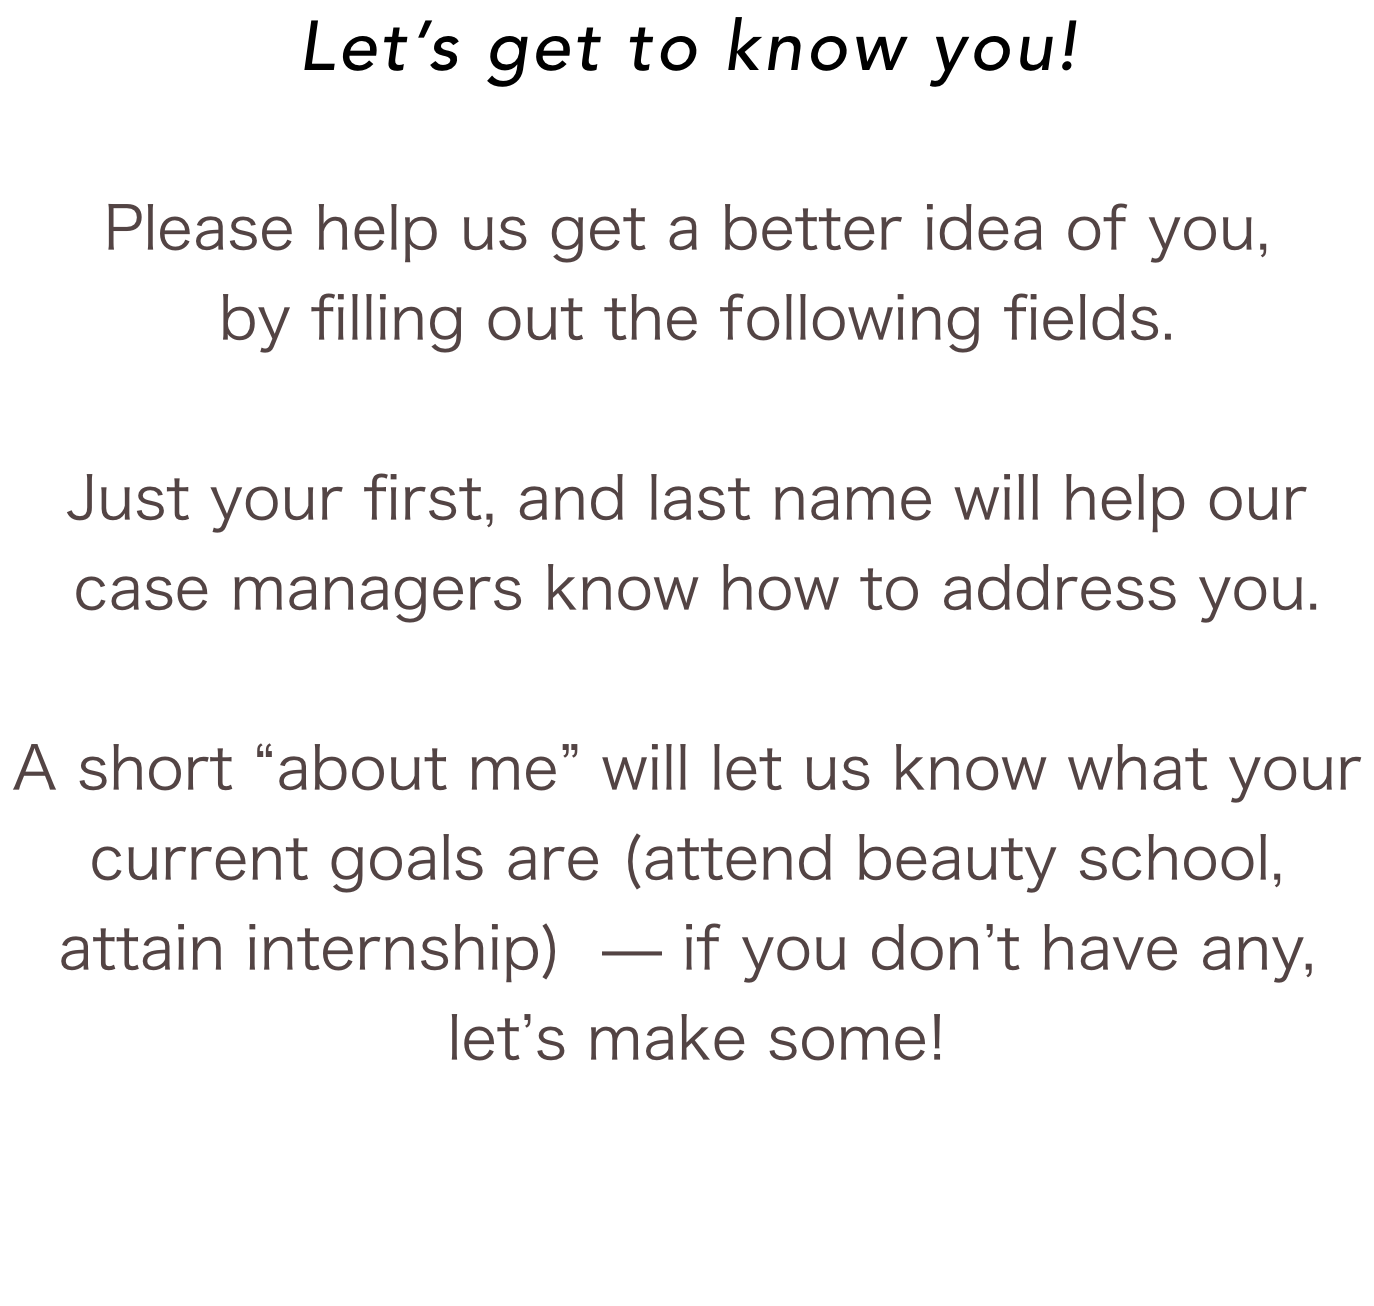 Let’s get to know you!
Please help us get a better idea of you,
by filling out the following fields.
Just your first, and last name will help our
case managers know how to address you.
A short “about me” will let us know what your
current goals are (attend beauty school,
attain internship)  — if you don’t have any,
let’s make some!